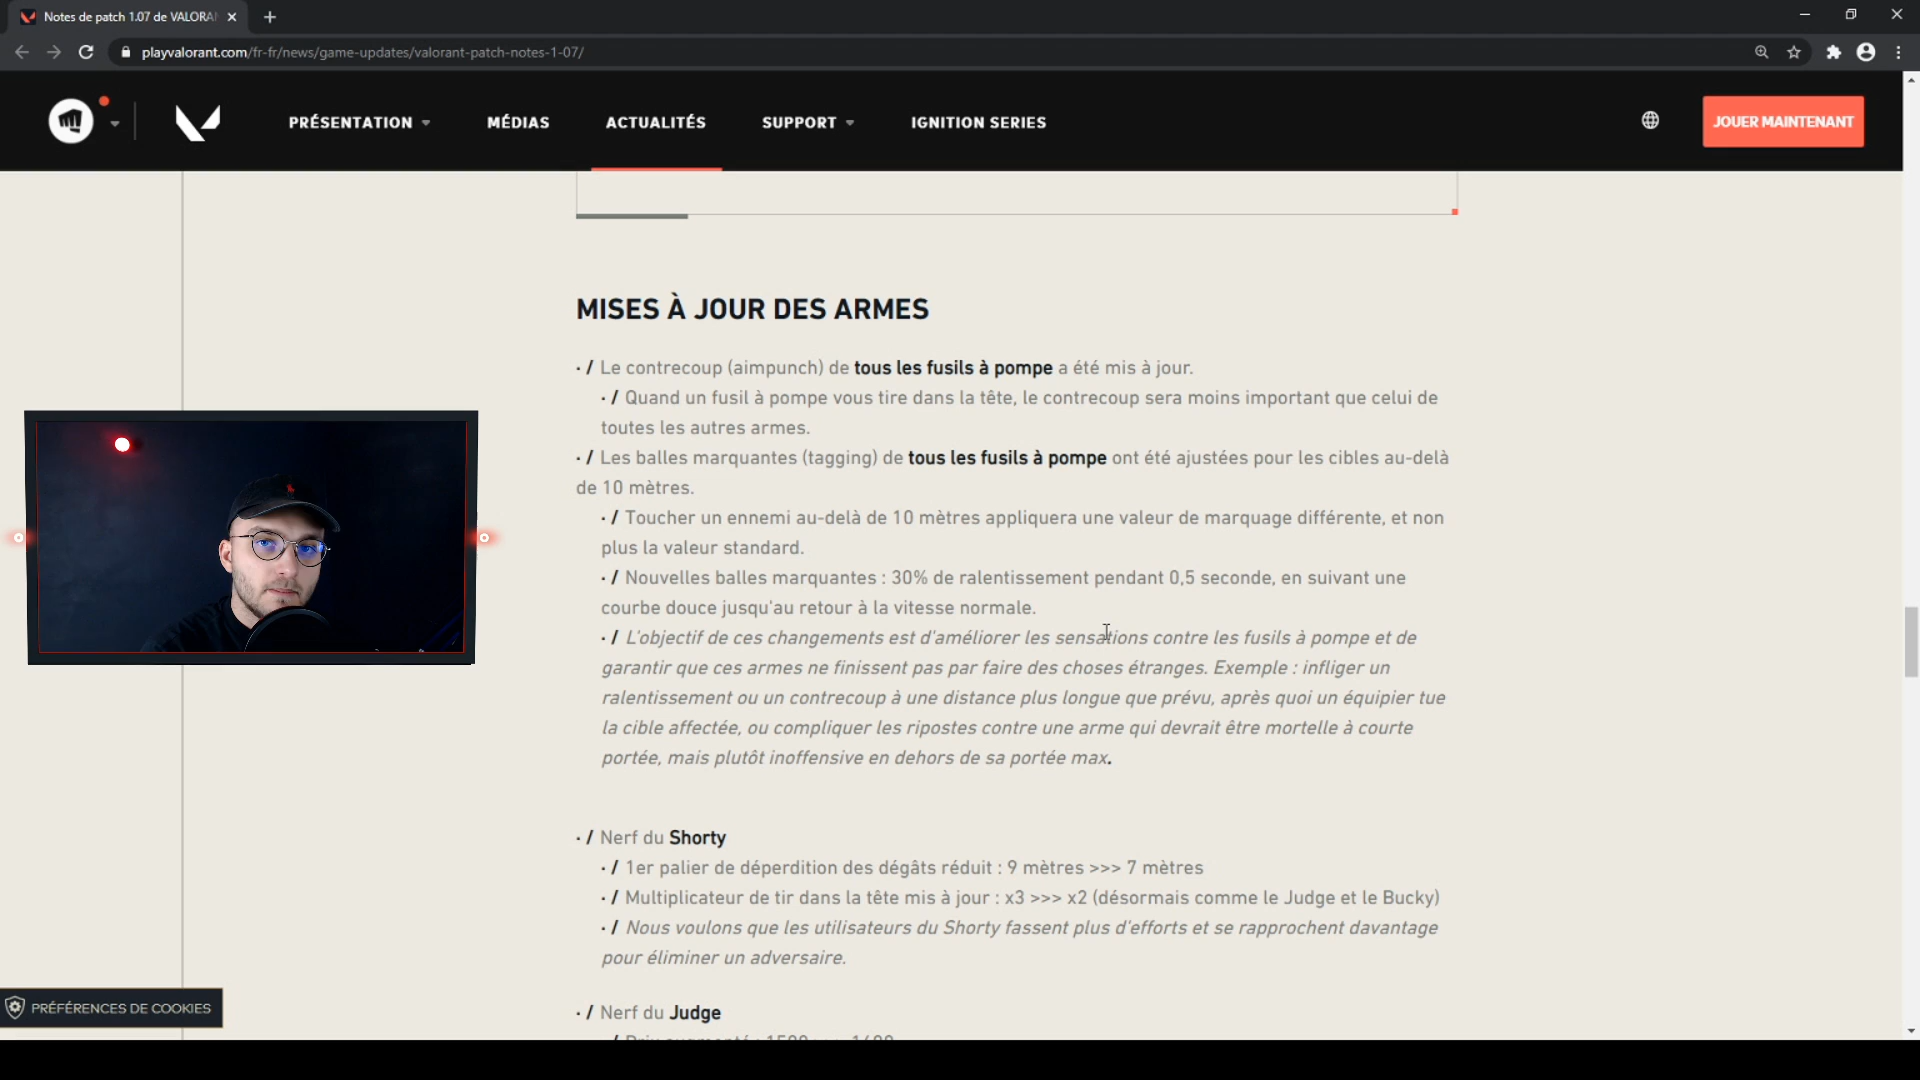 Notes de patch 1.07 de VALORAN
playvalorant.com/fr-fr/news/game-updates/valorant-patch-notes-1-07/
PRÉSENTATION
MÉDIAS
ACTUALITÉS
SUPPORT
IGNITION SERIES
JOUER MAINTENANT
MISES À JOUR DES ARMES
· / Le contrecoup (aimpunch) de tous les fusils à pompe a été mis à jour.
· / Quand un fusil à pompe vous tire dans la tête, le contrecoup sera moins important que celui de
toutes les autres armes.
· / Les balles marquantes (tagging) de tous les fusils à pompe ont été ajustées pour les cibles au-delà
de 10 mètres.
· / Toucher un ennemi au-delà de 10 mètres appliquera une valeur de marquage différente, et non
plus la valeur standard.
· / Nouvelles balles marquantes : 30% de ralentissement pendant 0,5 seconde, en suivant une
courbe douce jusqu'au retour à la vitesse normale.
· / L'objectif de ces changements est d'améliorer les sensations contre les fusils à pompe et de
garantir que ces armes ne finissent pas par faire des choses étranges. Exemple : infliger un
ralentissement ou un contrecoup à une distance plus longue que prévu, après quoi un équipier tue
la cible affectée, ou compliquer les ripostes contre une arme qui devrait être mortelle à courte
portée, mais plutôt inoffensive en dehors de sa portée max.
· / Nerf du Shorty
· / 1er palier de déperdition des dégâts réduit : 9 mètres >>> 7 mètres
· / Multiplicateur de tir dans la tête mis à jour : x3 >>> x2 (désormais comme le Judge et le Bucky)
· / Nous voulons que les utilisateurs du Shorty fassent plus d'efforts et se rapprochent davantage
pour éliminer un adversaire.
· / Nerf du Judge
PRÉFÉRENCES DE COOKIES